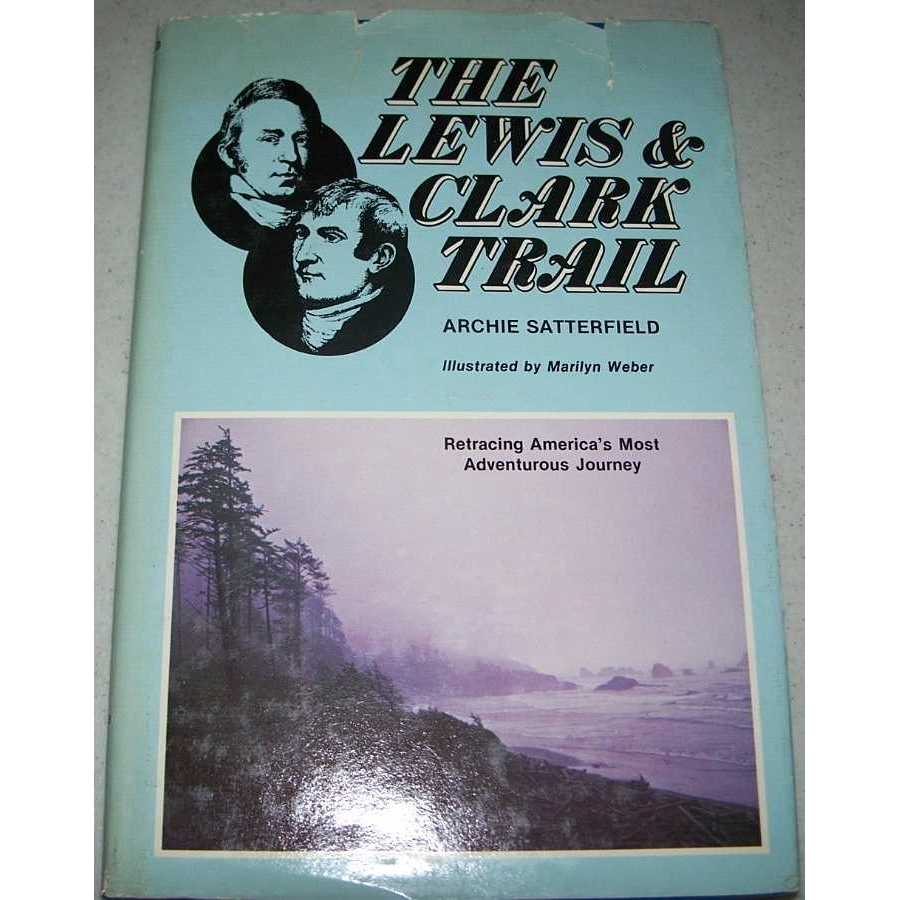 THE
LEWIS &
CLARK
TRAIL
ARCHIE SATTERFIELD
Illustrated by Marilyn Weber
Retracing America's Most
Adventurous Journey